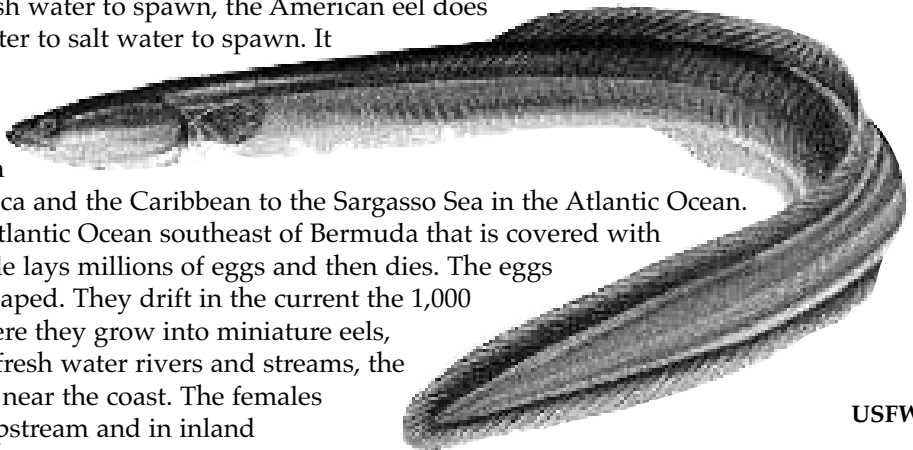 sh water to spawn, the American eel does
ter to salt water to spawn. It
ca and the Caribbean to the Sargasso Sea in the Atlantic Ocean.
tlantic Ocean southeast of Bermuda that is covered with
le lays millions of eggs and then dies. The eggs
aped. They drift in the current the 1,000
ere they grow into miniature eels,
fresh water rivers and streams, the
near the coast. The females
pstream and in inland
USFW